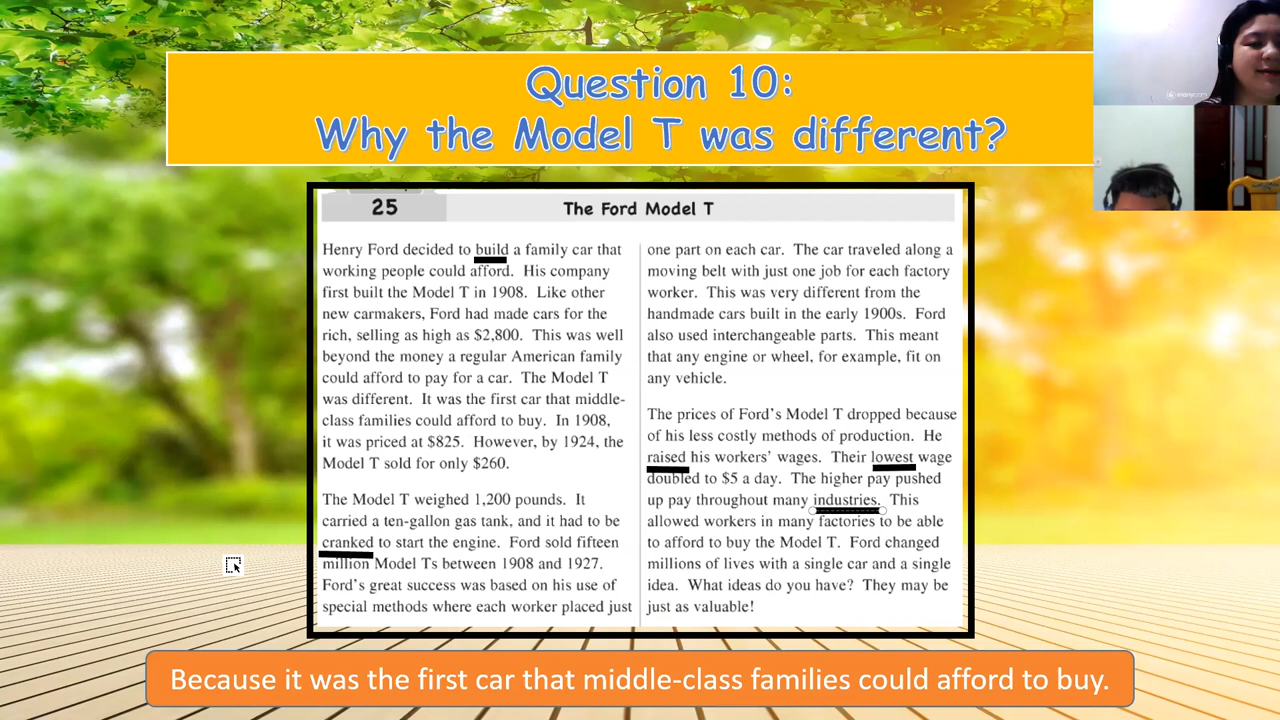 Question 10:
Why the Model T was different?
25
The Ford Model T
Henry Ford decided to build a family car that
working people could afford. His company
first built the Model T in 1908. Like other
new carmakers, Ford had made cars for the
rich, selling as high as $2,800. This was well
beyond the money a regular American family
could afford to pay for a car. The Model T
was different. It was the first car that middle-
class families could afford to buy. In 1908,
it was priced at $825. However, by 1924, the
Model T sold for only $260.
The Model T weighed 1,200 pounds. It
carried a ten-gallon gas tank, and it had to be
cranked to start the engine. Ford sold fifteen
million Model Ts between 1908 and 1927.
Ford's great success was based on his use of
special methods where each worker placed just
one part on each car. The car traveled along a
moving belt with just one job for each factory
worker. This was very different from the
handmade cars built in the early 1900s. Ford
also used interchangeable parts. This meant
that any engine or wheel, for example, fit on
any vehicle.
The prices of Ford's Model T dropped because
of his less costly methods of production. He
raised his workers' wages. Their lowest wage
doubled to $5 a day. The higher pay pushed
up pay throughout many industries. This
allowed workers in many factories to be able
to afford to buy the Model T. Ford changed
millions of lives with a single car and a single
idea. What ideas do you have? They may be
just as valuable!
Because it was the first car that middle-class families could afford to buy.